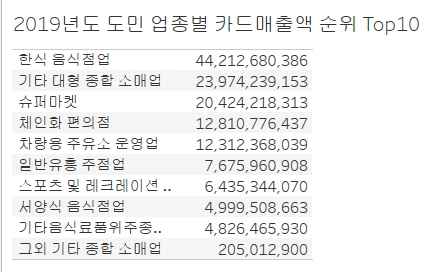 2019년도 도민 업종별 카드매출액 순위 Top10
한식 음식점업 44,212,680,386
기타 대형 종합 소매업 23,974,239,153
슈퍼마켓 20,424,218,313
체인화 편의점 12,810,776,437
차량용 주유소 운영업 12,312,368,039
일반유흥 주점업 7,675,960,908
스포츠 및 레크레이션 .. 6,435,344,070
서양식 음식점업 4,999,508,663
기타음식료품위주종.. 4,826,465,930
그외 기타 종합 소매업 205,012,900